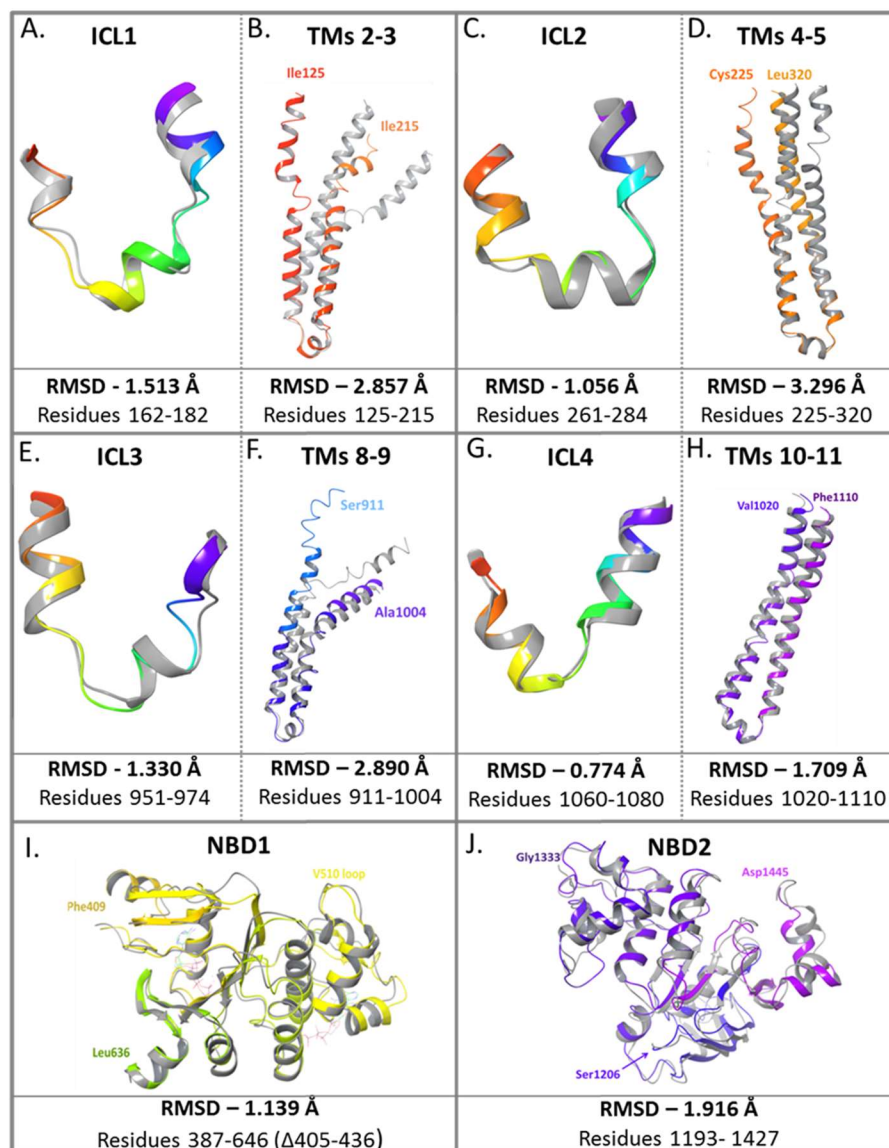 A. ICL1
B. TMs 2-3
Ile125
Ile215
C. ICL2
D. TMs 4-5
Cys225 Leu320
RMSD - 1.513 Å
Residues 162-182
RMSD – 2.857 Å
Residues 125-215
RMSD - 1.056 Å
Residues 261-284
RMSD – 3.296 Å
Residues 225-320
E. ICL3
F. TMs 8-9
Ser911
Ala1004
G. ICL4
H. TMs 10-11
Val1020 Phe1110
RMSD - 1.330 Å
Residues 951-974
RMSD – 2.890 Å
Residues 911-1004
RMSD – 0.774 Å
Residues 1060-1080
RMSD – 1.709 Å
Residues 1020-1110
I. NBD1
Phe409
V510 loop
Leu636
J. NBD2
Gly1333
Asp1445
Ser1206
RMSD – 1.139 Å
Residues 387-646 (Δ405-436)
RMSD – 1.916 Å
Residues 1193- 1427